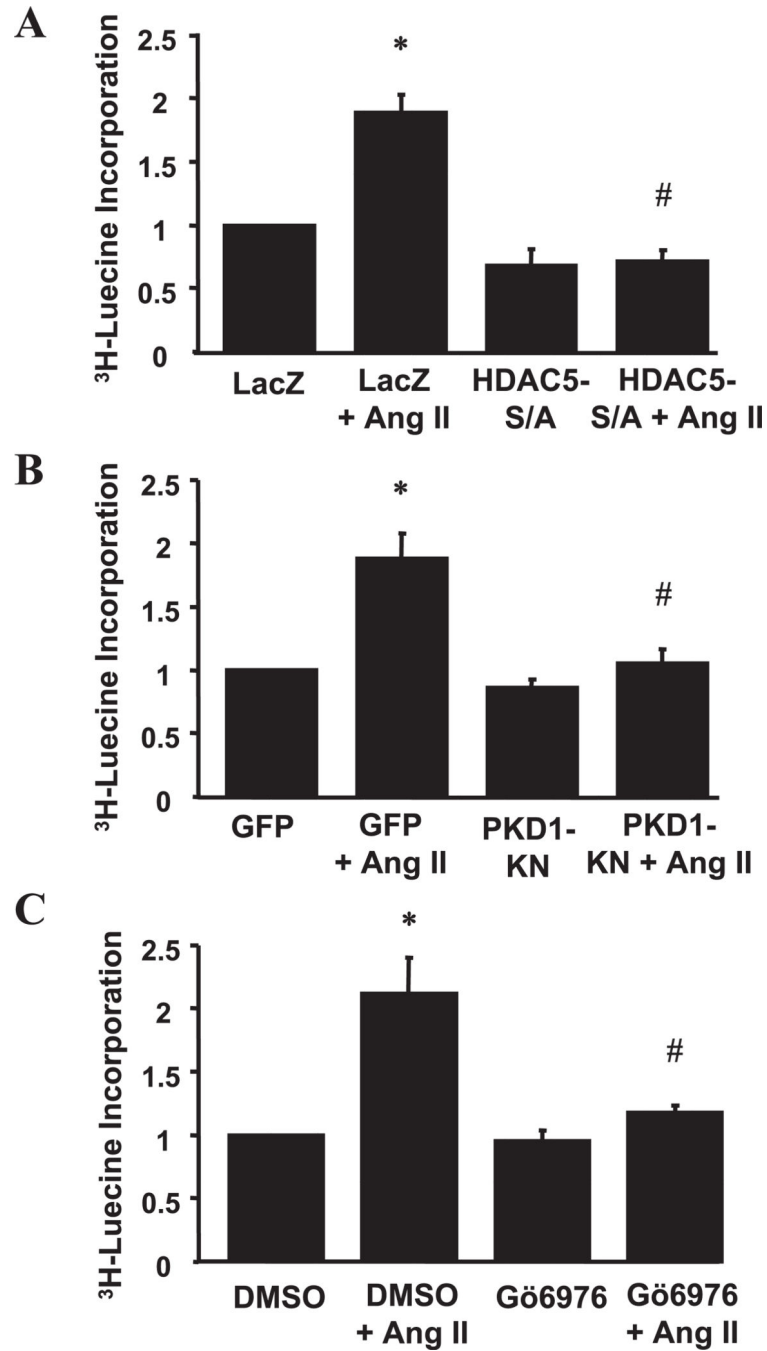 A
³H-Luecine Incorporation
2.5
2
1.5
1
0.5
0
*
#
LacZ
LacZ
+ Ang II
HDAC5-
S/A
HDAC5-
S/A + Ang II
B
³H-Luecine Incorporation
2.5
2
1.5
1
0.5
0
*
#
GFP
GFP
+ Ang II
PKD1-
KN
PKD1-
KN + Ang II
C
³H-Luecine Incorporation
2.5
2
1.5
1
0.5
0
*
#
DMSO
DMSO
+ Ang II
Gö6976
Gö6976
+ Ang II